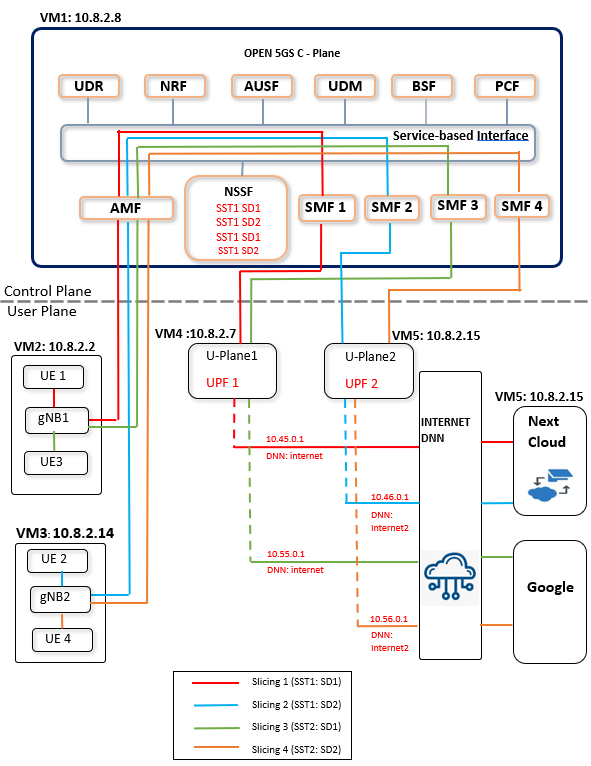 VM1: 10.8.2.8
OPEN 5GS C - Plane
UDR
NRF
AUSF
UDM
BSF
PCF
Service-based Interface
AMF
NSSF
SST1 SD1
SST1 SD2
SST1 SD1
SST1 SD2
SMF 1
SMF 2
SMF 3
SMF 4
Control Plane
User Plane
VM4 :10.8.2.7
VM5: 10.8.2.15
VM2: 10.8.2.2
U-Plane1
UPF 1
U-Plane2
UPF 2
UE 1
gNB1
UE3
VM5: 10.8.2.15
INTERNET
DNN
Next
Cloud
10.45.0.1
DNN: internet
10.46.0.1
DNN:
Internet2
VM3: 10.8.2.14
UE 2
gNB2
UE 4
10.55.0.1
DNN: internet
10.56.0.1
DNN:
Internet2
Google
Slicing 1 (SST1: SD1)
Slicing 2 (SST1: SD2)
Slicing 3 (SST2: SD1)
Slicing 4 (SST2: SD2)